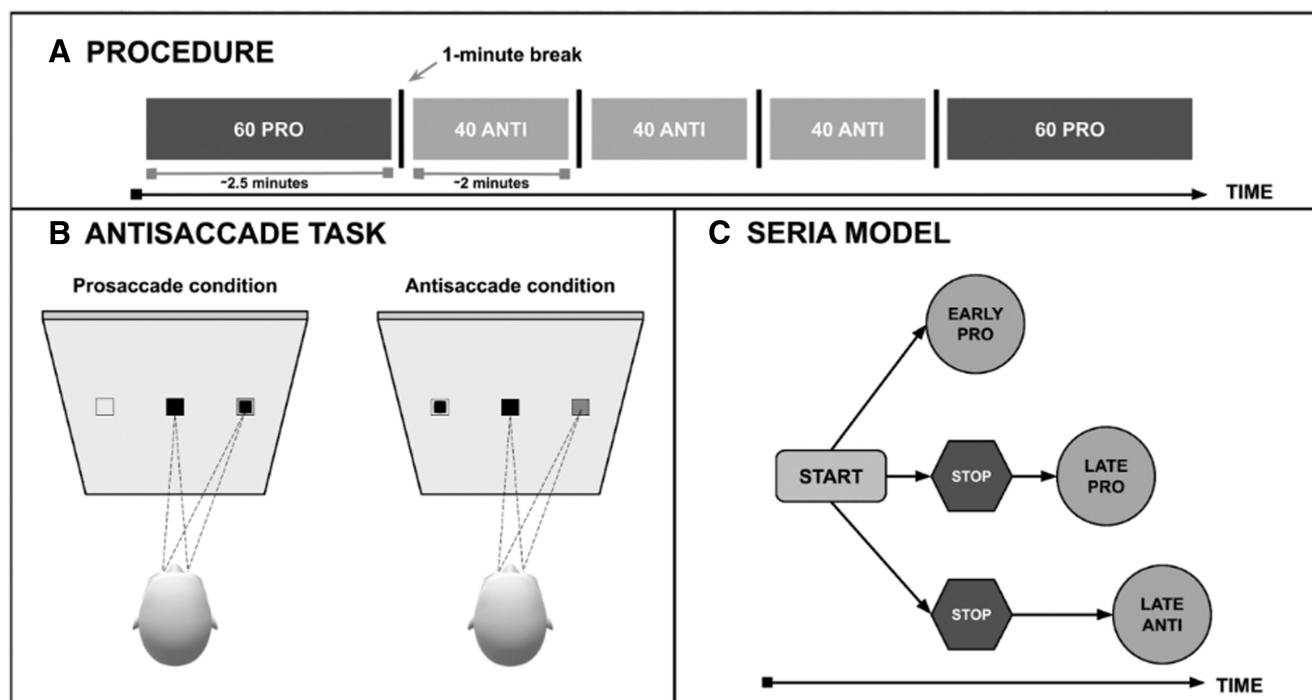 A PROCEDURE
1-minute break
60 PRO
40 ANTI
40 ANTI
40 ANTI
60 PRO
~2.5 minutes
~2 minutes
TIME
B ANTISACCADE TASK
Prosaccade condition
Antisaccade condition
C SERIA MODEL
EARLY
PRO
START
STOP
LATE
PRO
STOP
LATE
ANTI
TIME